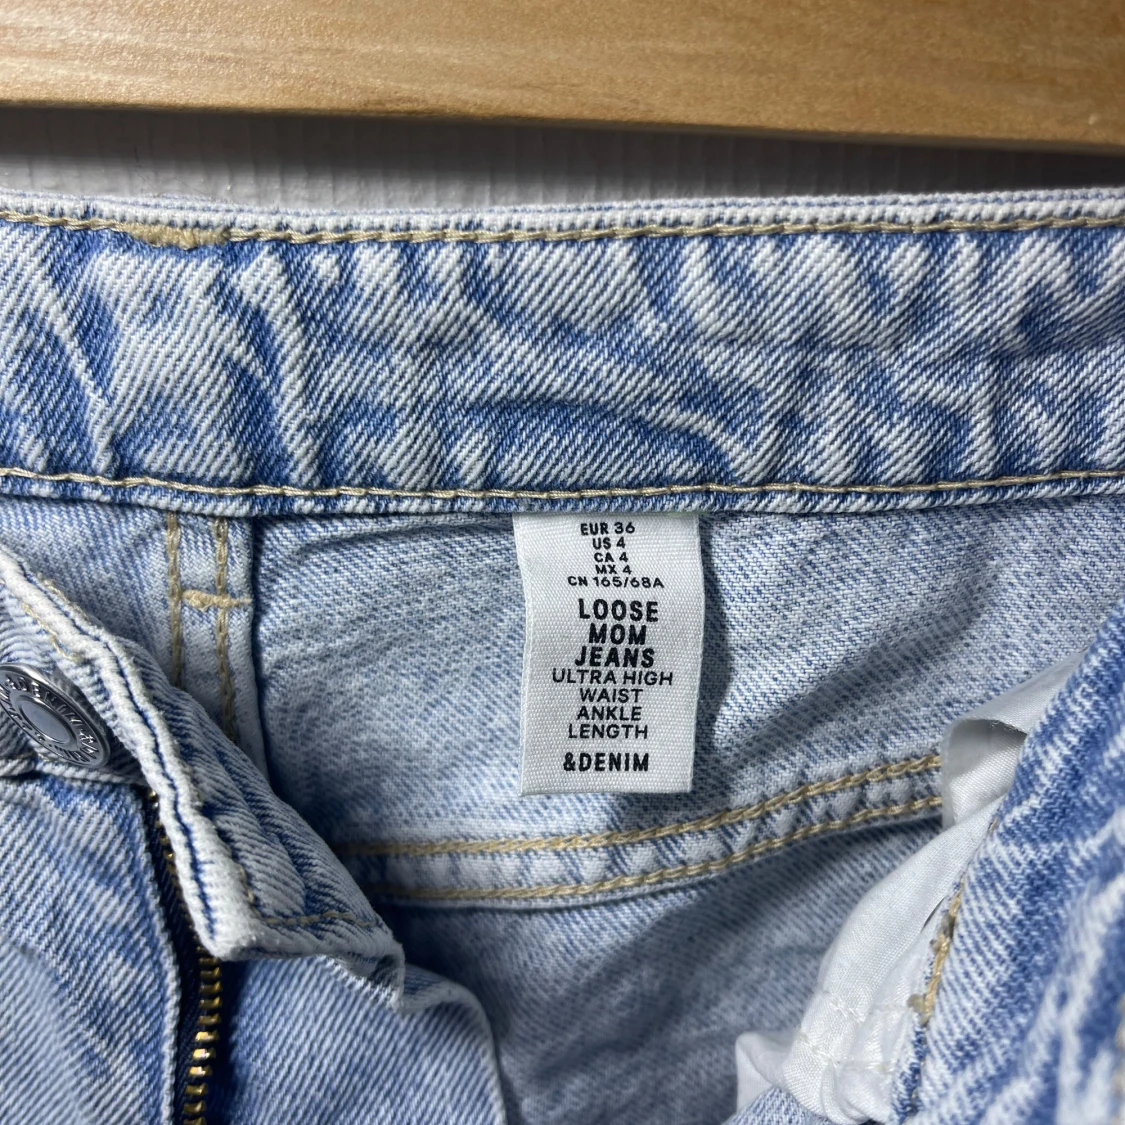 EUR 36
US 4
CA 4
MX 4
CN 165/68A
LOOSE
MOM
JEANS
ULTRA HIGH
WAIST
ANKLE
LENGTH
&DENIM